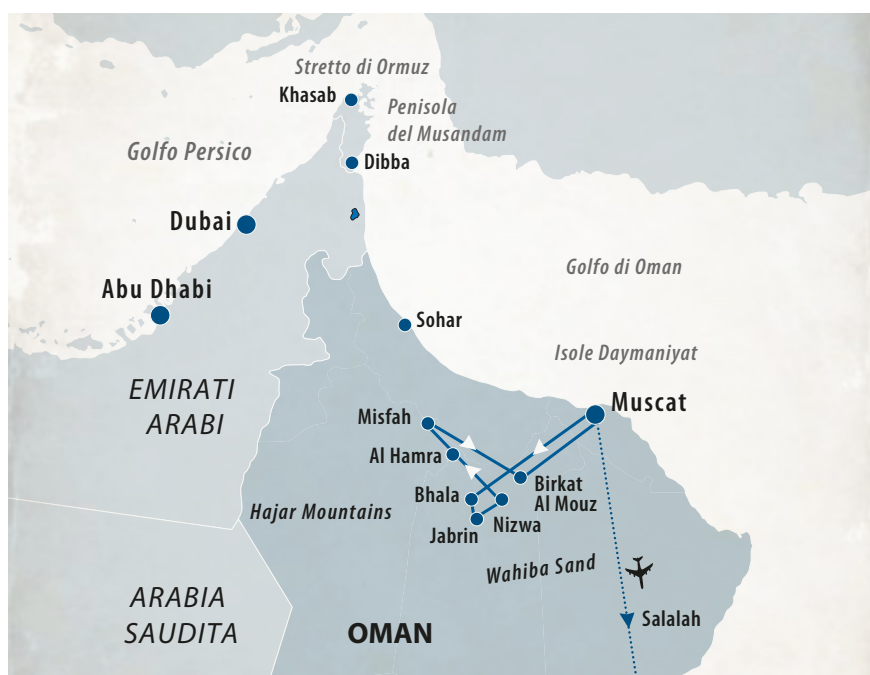 Stretto di Ormuz
Khasab
Penisola
del Musandam
Golfo Persico
Dibba
Dubai
Golfo di Oman
Abu Dhabi
Sohar
Isole Daymaniyat
EMIRATI
ARABI
Muscat
Misfah
Al Hamra
Birkat
Al Mouz
Bhala
Hajar Mountains
Nizwa
Jabrin
Wahiba Sand
ARABIA
SAUDITA
OMAN
Salalah